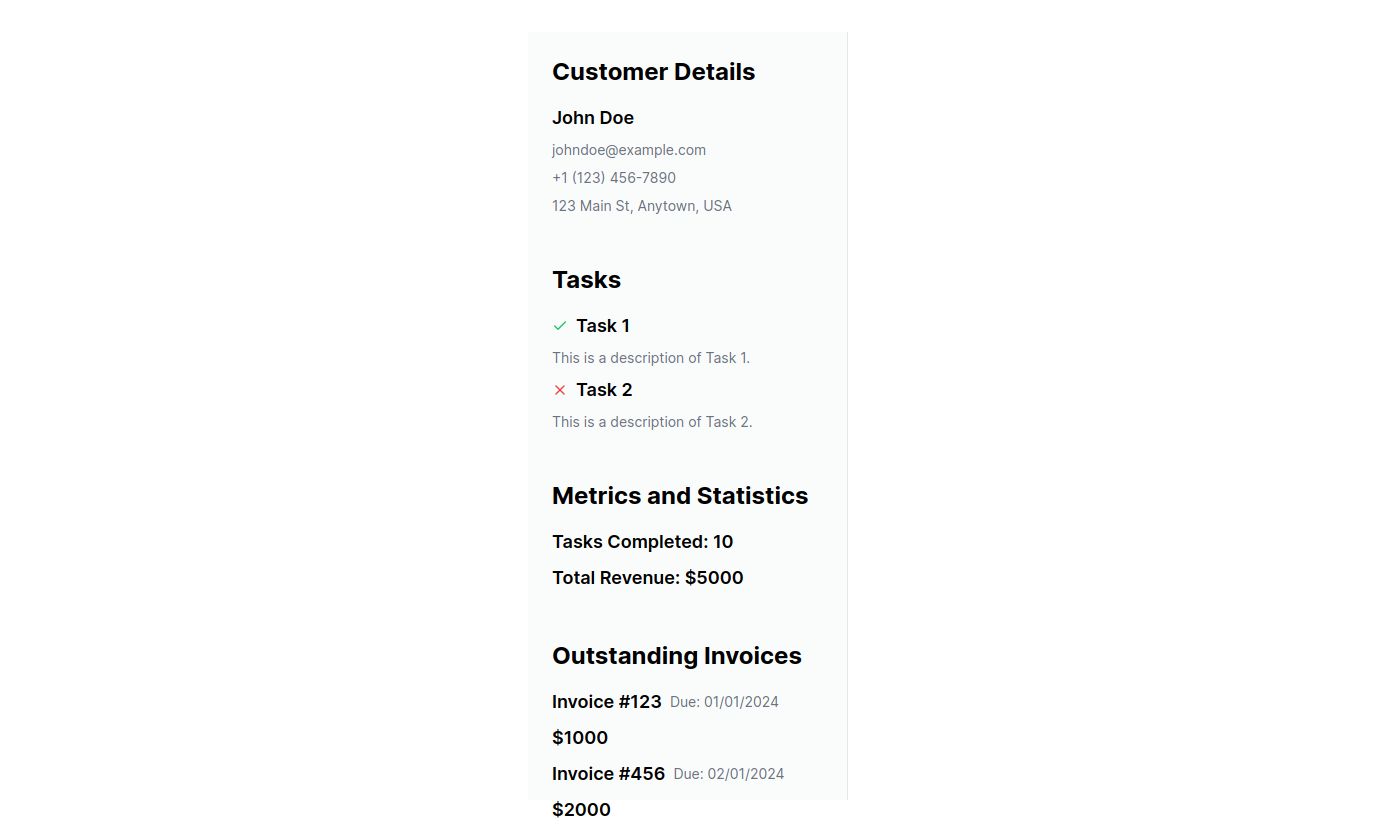 Customer Details
John Doe
johndoe@example.com
+1 (123) 456-7890
123 Main St, Anytown, USA
Tasks
Task 1
This is a description of Task 1.
Task 2
This is a description of Task 2.
Metrics and Statistics
Tasks Completed: 10
Total Revenue: $5000
Outstanding Invoices
Invoice #123 Due: 01/01/2024
$1000
Invoice #456 Due: 02/01/2024
$2000